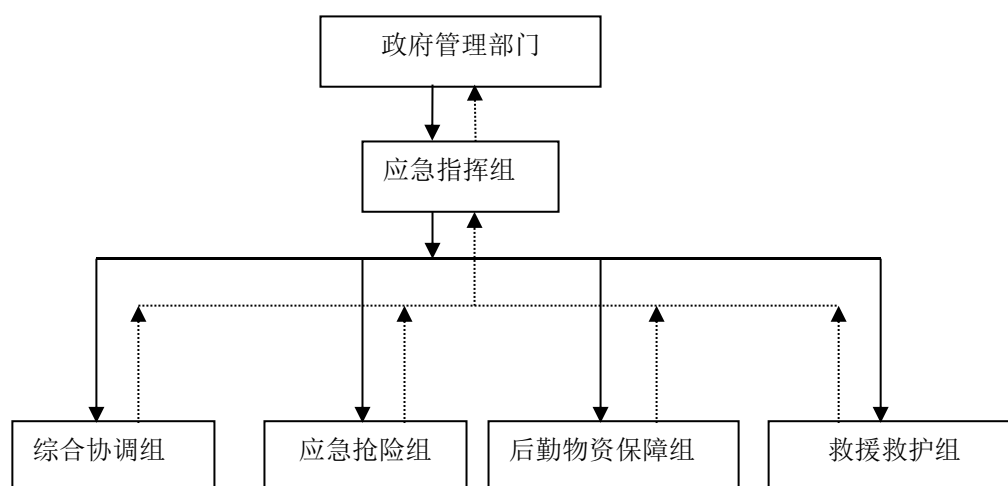 政府管理部门
应急指挥组
综合协调组
应急抢险组
后勤物资保障组
救援救护组